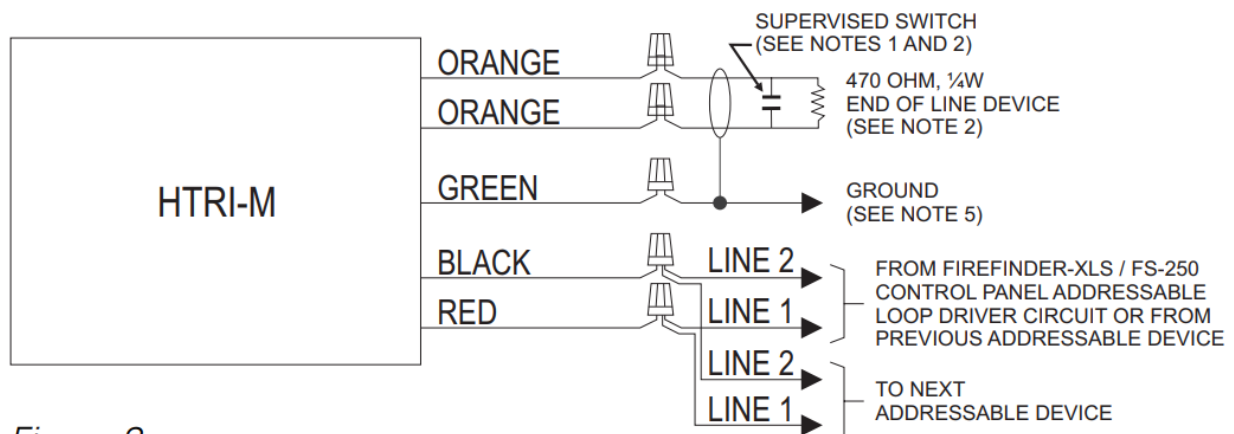 SUPERVISED SWITCH
(SEE NOTES 1 AND 2)
ORANGE
470 OHM, ¼W
END OF LINE DEVICE
(SEE NOTE 2)
ORANGE
HTRI-M
GREEN
GROUND
(SEE NOTE 5)
BLACK
LINE 2
FROM FIREFINDER-XLS / FS-250
CONTROL PANEL ADDRESSABLE
LOOP DRIVER CIRCUIT OR FROM
PREVIOUS ADDRESSABLE DEVICE
RED
LINE 1
LINE 2
TO NEXT
ADDRESSABLE DEVICE
LINE 1